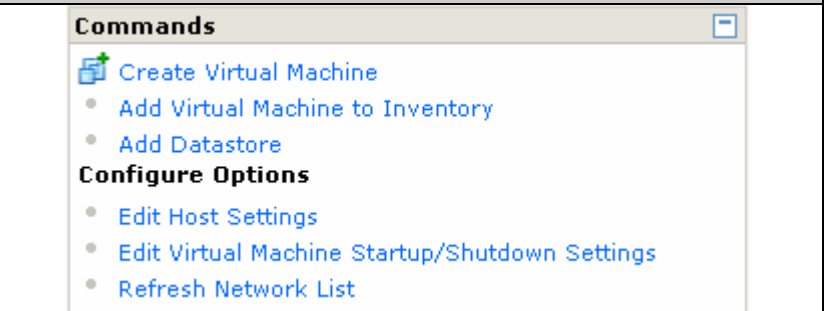 Commands
Create Virtual Machine
Add Virtual Machine to Inventory
Add Datastore
Configure Options
Edit Host Settings
Edit Virtual Machine Startup/Shutdown Settings
Refresh Network List